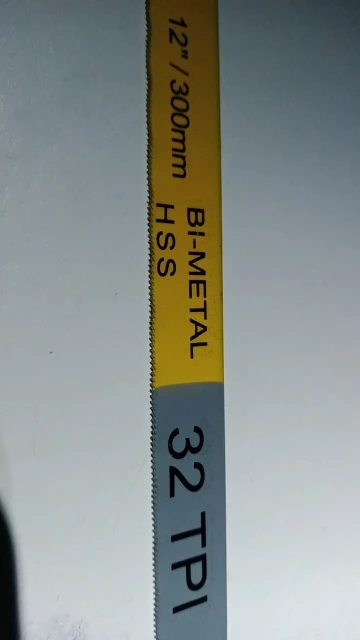 12"/300mm
BI-METAL
HSS
32 TPI